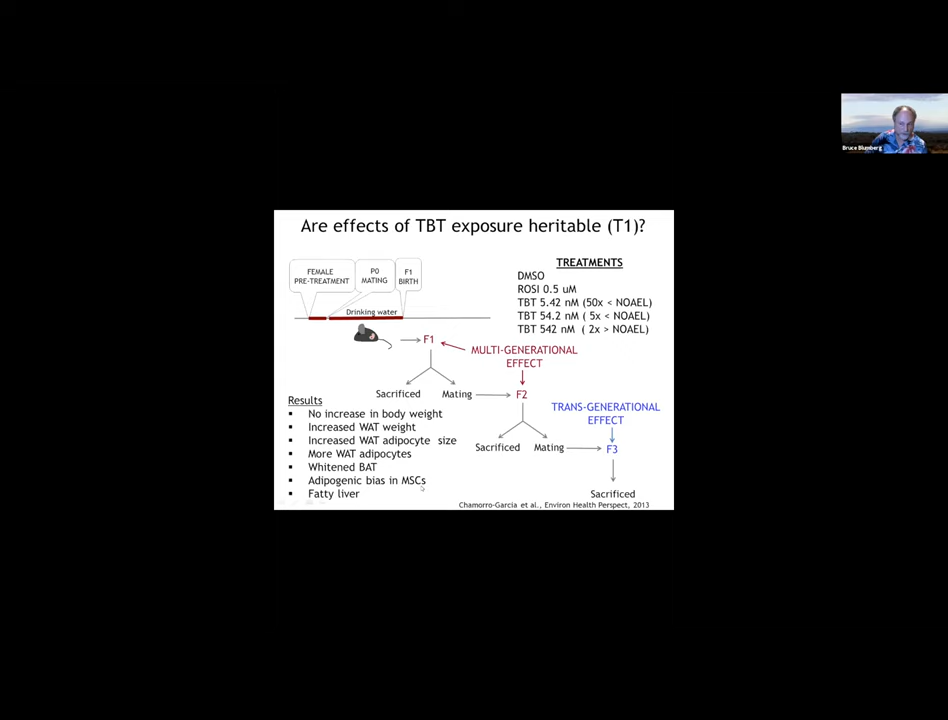 Bruce Blumberg
Are effects of TBT exposure heritable (T1)?
FEMALE
PRE-TREATMENT
P0
MATING
F1
BIRTH
Drinking water
TREATMENTS
DMSO
ROSI 0.5 uM
TBT 5.42 nM (50x < NOAEL)
TBT 54.2 nM ( 5x < NOAEL)
TBT 542 nM ( 2x > NOAEL)
F1
MULTI-GENERATIONAL
EFFECT
Sacrificed
Mating
F2
TRANS-GENERATIONAL
EFFECT
Sacrificed
Mating
F3
Sacrificed
Results
▪ No increase in body weight
▪ Increased WAT weight
▪ Increased WAT adipocyte size
▪ More WAT adipocytes
▪ Whitened BAT
▪ Adipogenic bias in MSCs
▪ Fatty liver
Chamorro-Garcia et al., Environ Health Perspect, 2013